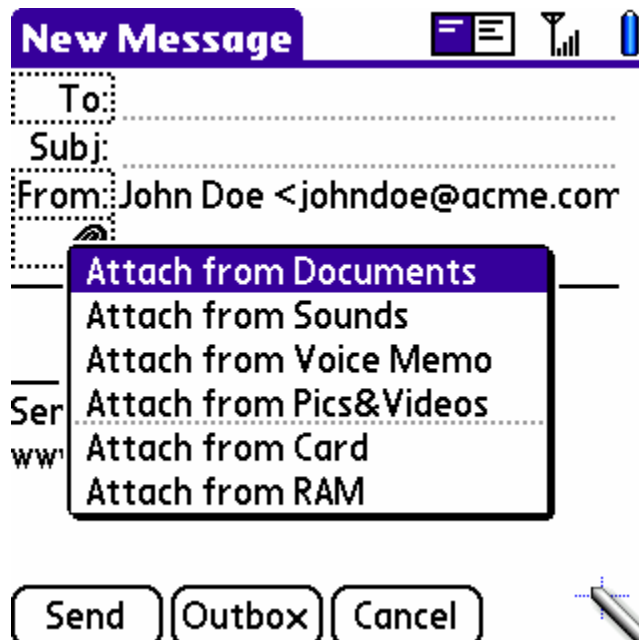 New Message
To:
Subj:
From: John Doe <johndoe@acme.com
Attach from Documents
Attach from Sounds
Attach from Voice Memo
Attach from Pics&Videos
Attach from Card
Attach from RAM
Send Outbox Cancel